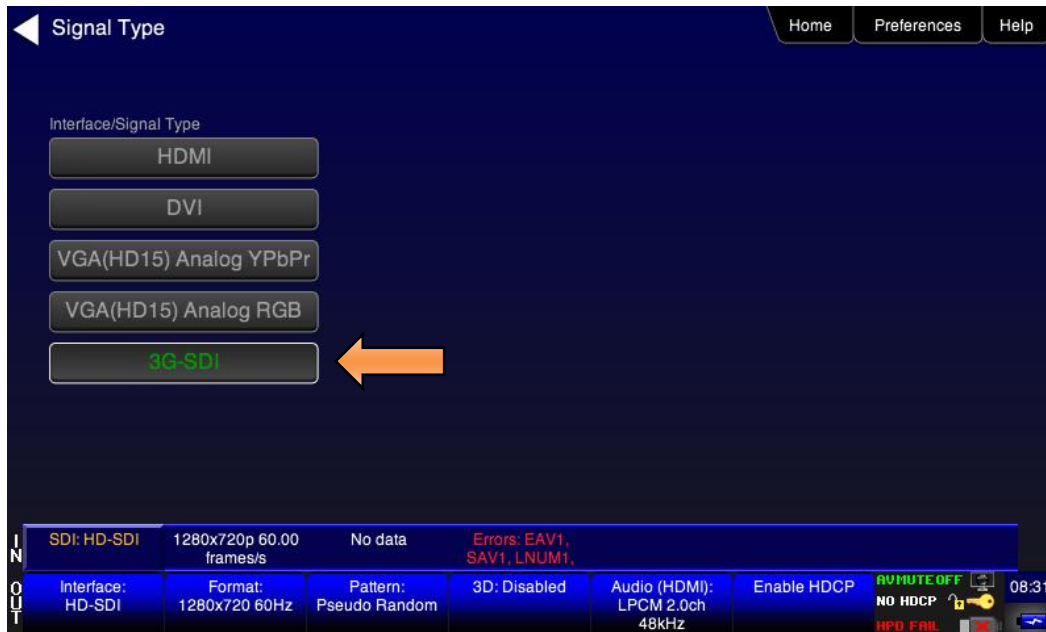 Signal Type
Home
Preferences
Help
Interface/Signal Type
HDMI
DVI
VGA(HD15) Analog YPbPr
VGA(HD15) Analog RGB
3G-SDI
IN
SDI: HD-SDI
1280x720p 60.00
frames/s
No data
Errors: EAV1,
SAV1, LNUM1,
OUT
Interface:
HD-SDI
Format:
1280x720 60Hz
Pattern:
Pseudo Random
3D: Disabled
Audio (HDMI):
LPCM 2.0ch
48kHz
Enable HDCP
AVMUTE OFF
NO HDCP
HPD FAIL
08:31